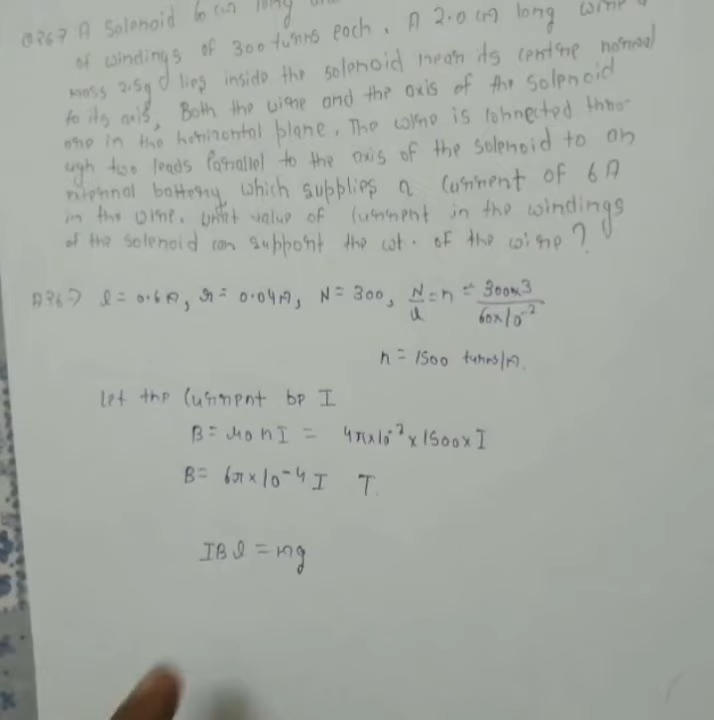 Q267 A Solenoid 60 cm long
of windings of 300 turns each. A 2.0 cm long wire
mass 2.5g lies inside the solenoid near its centre normal
to its axis, Both the wire and the axis of the solenoid
are in the horizontal plane. The wire is connected thro-
ugh two leads Parallel to the axis of the solenoid to an
external battery, which supplies a current of 6 A
in the wire. What value of current in the windings
of the solenoid can support the wt. of the wire?
A267 l = 0.6m, r = 0.04m, N = 300, N/l = n = 300×3/60×10⁻²
n = 1500 turns/m.
Let the Current be I
B = μ₀ n I = 4π×10⁻⁷ × 1500 × I
B = 6π × 10⁻⁴ I T.
I B l = mg